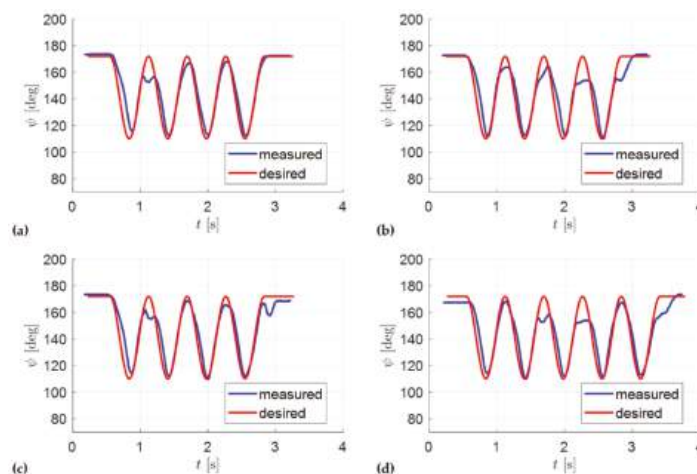 200
180
160
140
120
100
80
ψ [deg]
measured
desired
0 1 2 3 4
t [s]
(a)
200
180
160
140
120
100
80
ψ [deg]
measured
desired
0 1 2 3 4
t [s]
(b)
200
180
160
140
120
100
80
ψ [deg]
measured
desired
0 1 2 3 4
t [s]
(c)
200
180
160
140
120
100
80
ψ [deg]
measured
desired
0 1 2 3 4
t [s]
(d)